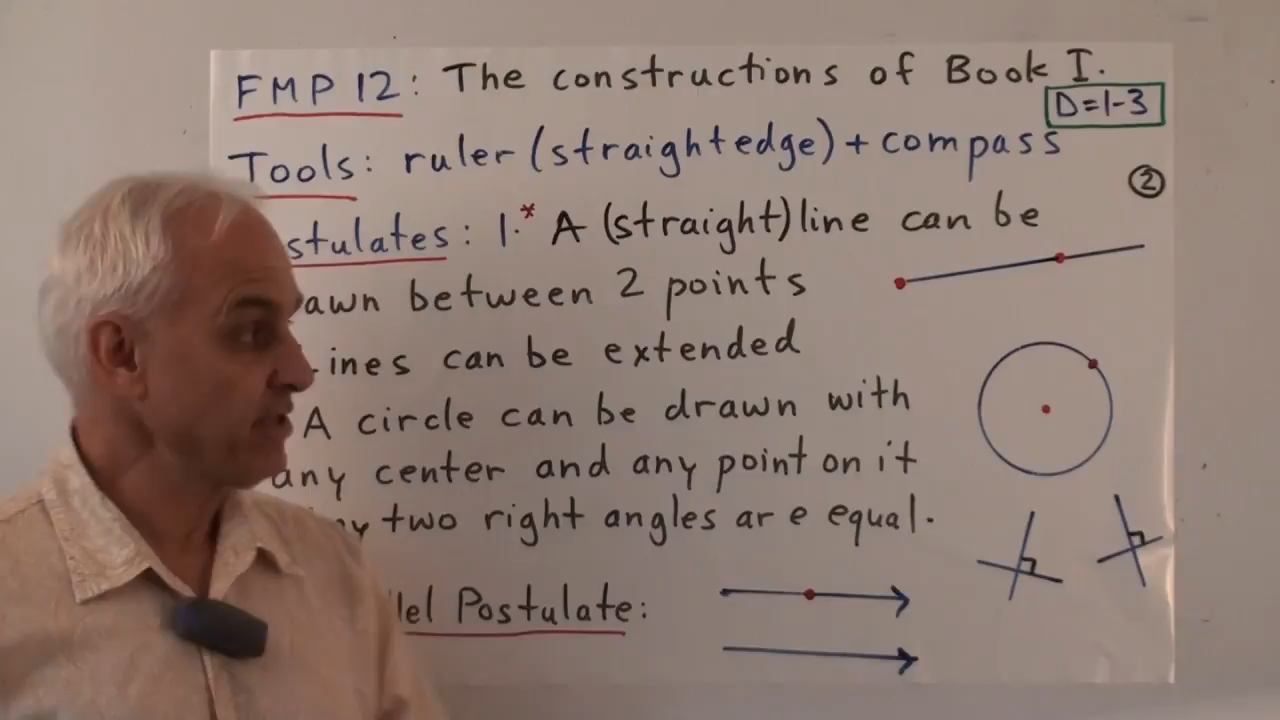 FMP 12: The constructions of Book I.
D=1-3
Tools: ruler (straightedge) + compass
2
stulates: 1.* A (straight) line can be
awn between 2 points
ines can be extended
A circle can be drawn with
any center and any point on it
y two right angles are equal.
lel Postulate: